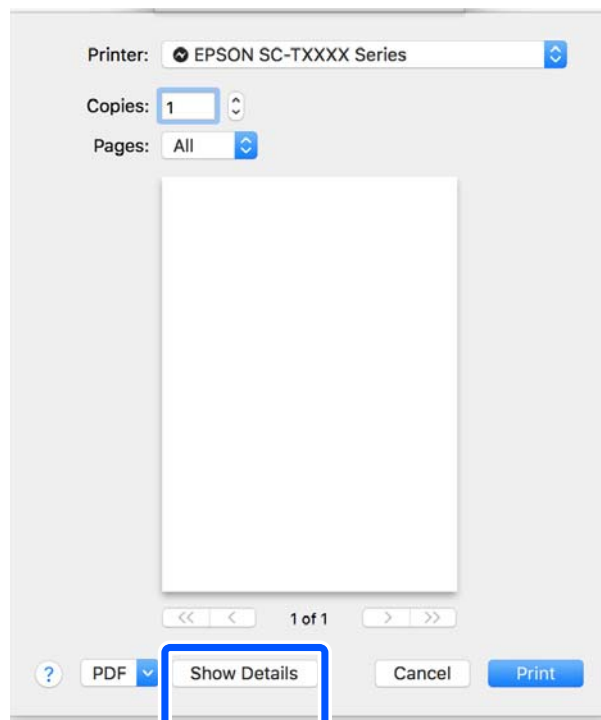 Printer: EPSON SC-TXXXX Series
Copies: 1
Pages: All
<< < 1 of 1 > >>
? PDF Show Details Cancel Print